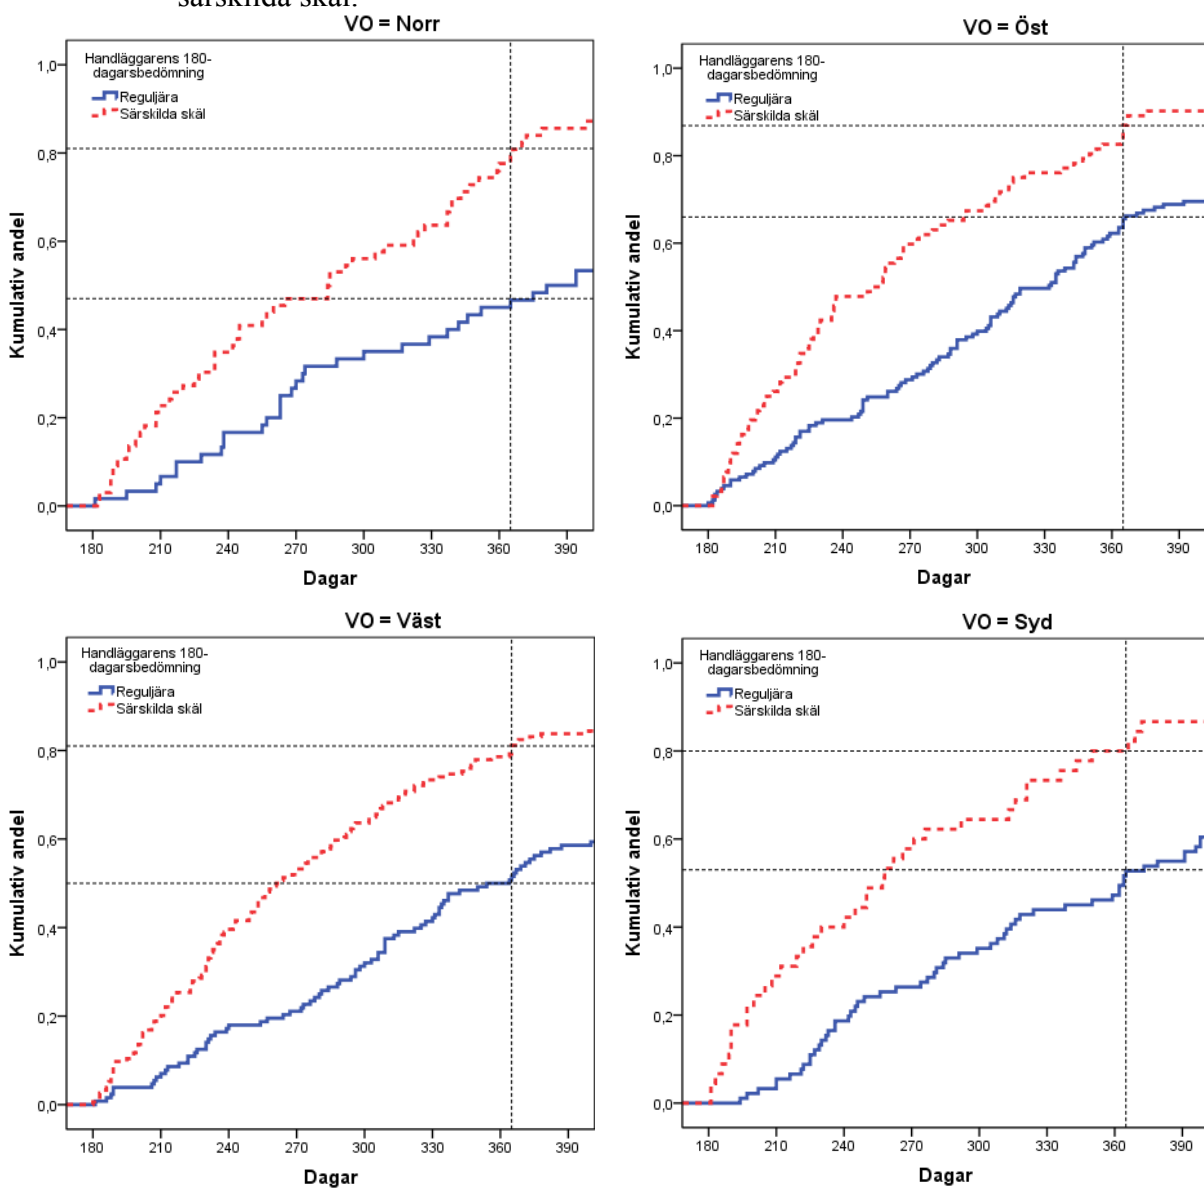 särskilda skäl.
VO = Norr
Handläggarens 180-
dagarsbedömning
Reguljära
Särskilda skäl
1,0
0,8
0,6
0,4
0,2
0,0
Kumulativ andel
180 210 240 270 300 330 360 390
Dagar
VO = Öst
Handläggarens 180-
dagarsbedömning
Reguljära
Särskilda skäl
1,0
0,8
0,6
0,4
0,2
0,0
Kumulativ andel
180 210 240 270 300 330 360 390
Dagar
VO = Väst
Handläggarens 180-
dagarsbedömning
Reguljära
Särskilda skäl
1,0
0,8
0,6
0,4
0,2
0,0
Kumulativ andel
180 210 240 270 300 330 360 390
Dagar
VO = Syd
Handläggarens 180-
dagarsbedömning
Reguljära
Särskilda skäl
1,0
0,8
0,6
0,4
0,2
0,0
Kumulativ andel
180 210 240 270 300 330 360 390
Dagar